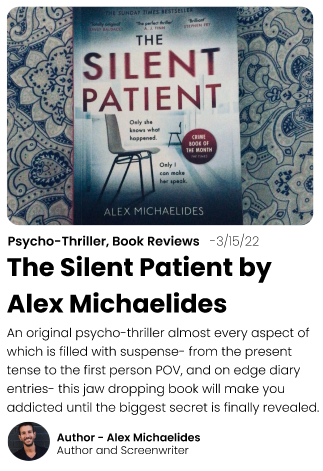 THE SUNDAY TIMES BESTSELLER
'The perfect thriller'
A. J. FINN
'Brilliant'
STEPHEN FRY
THE
SILENT
PATIENT
Only she
knows what
happened.
CRIME
BOOK OF
THE MONTH
Only I
can make
her speak.
ALEX MICHAELIDES
Psycho-Thriller, Book Reviews -3/15/22
The Silent Patient by
Alex Michaelides
An original psycho-thriller almost every aspect of
which is filled with suspense- from the present
tense to the first person POV, and on edge diary
entries- this jaw dropping book will make you
addicted until the biggest secret is finally revealed.
Author - Alex Michaelides
Author and Screenwriter